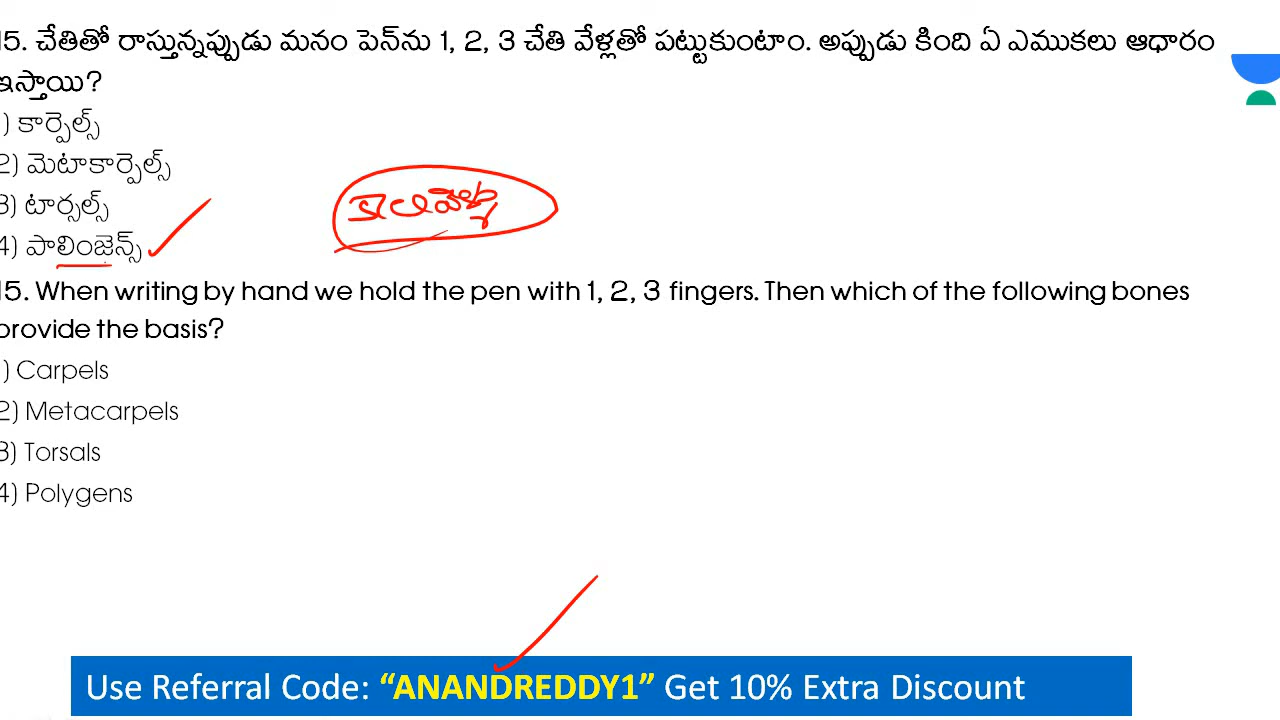 15. చేతితో రాస్తున్నప్పుడు మనం పెన్‌ను 1, 2, 3 చేతి వేళ్లతో పట్టుకుంటాం. అప్పుడు కింది ఏ ఎముకలు ఆధారం
ఇస్తాయి?
1) కార్పెల్స్
2) మెటాకార్పెల్స్
3) టార్సల్స్
4) పాలింజెన్స్
15. When writing by hand we hold the pen with 1, 2, 3 fingers. Then which of the following bones
provide the basis?
1) Carpels
2) Metacarpels
3) Torsals
4) Polygens
Use Referral Code: “ANANDREDDY1” Get 10% Extra Discount